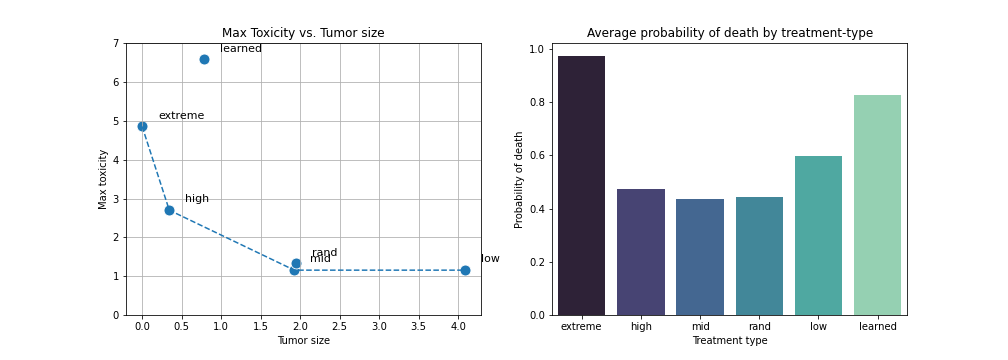 Max Toxicity vs. Tumor size
Max toxicity
7
6
5
4
3
2
1
0
learned
extreme
high
rand
mid
low
0.0 0.5 1.0 1.5 2.0 2.5 3.0 3.5 4.0
Tumor size
Average probability of death by treatment-type
Probability of death
1.0
0.8
0.6
0.4
0.2
0.0
extreme high mid rand low learned
Treatment type